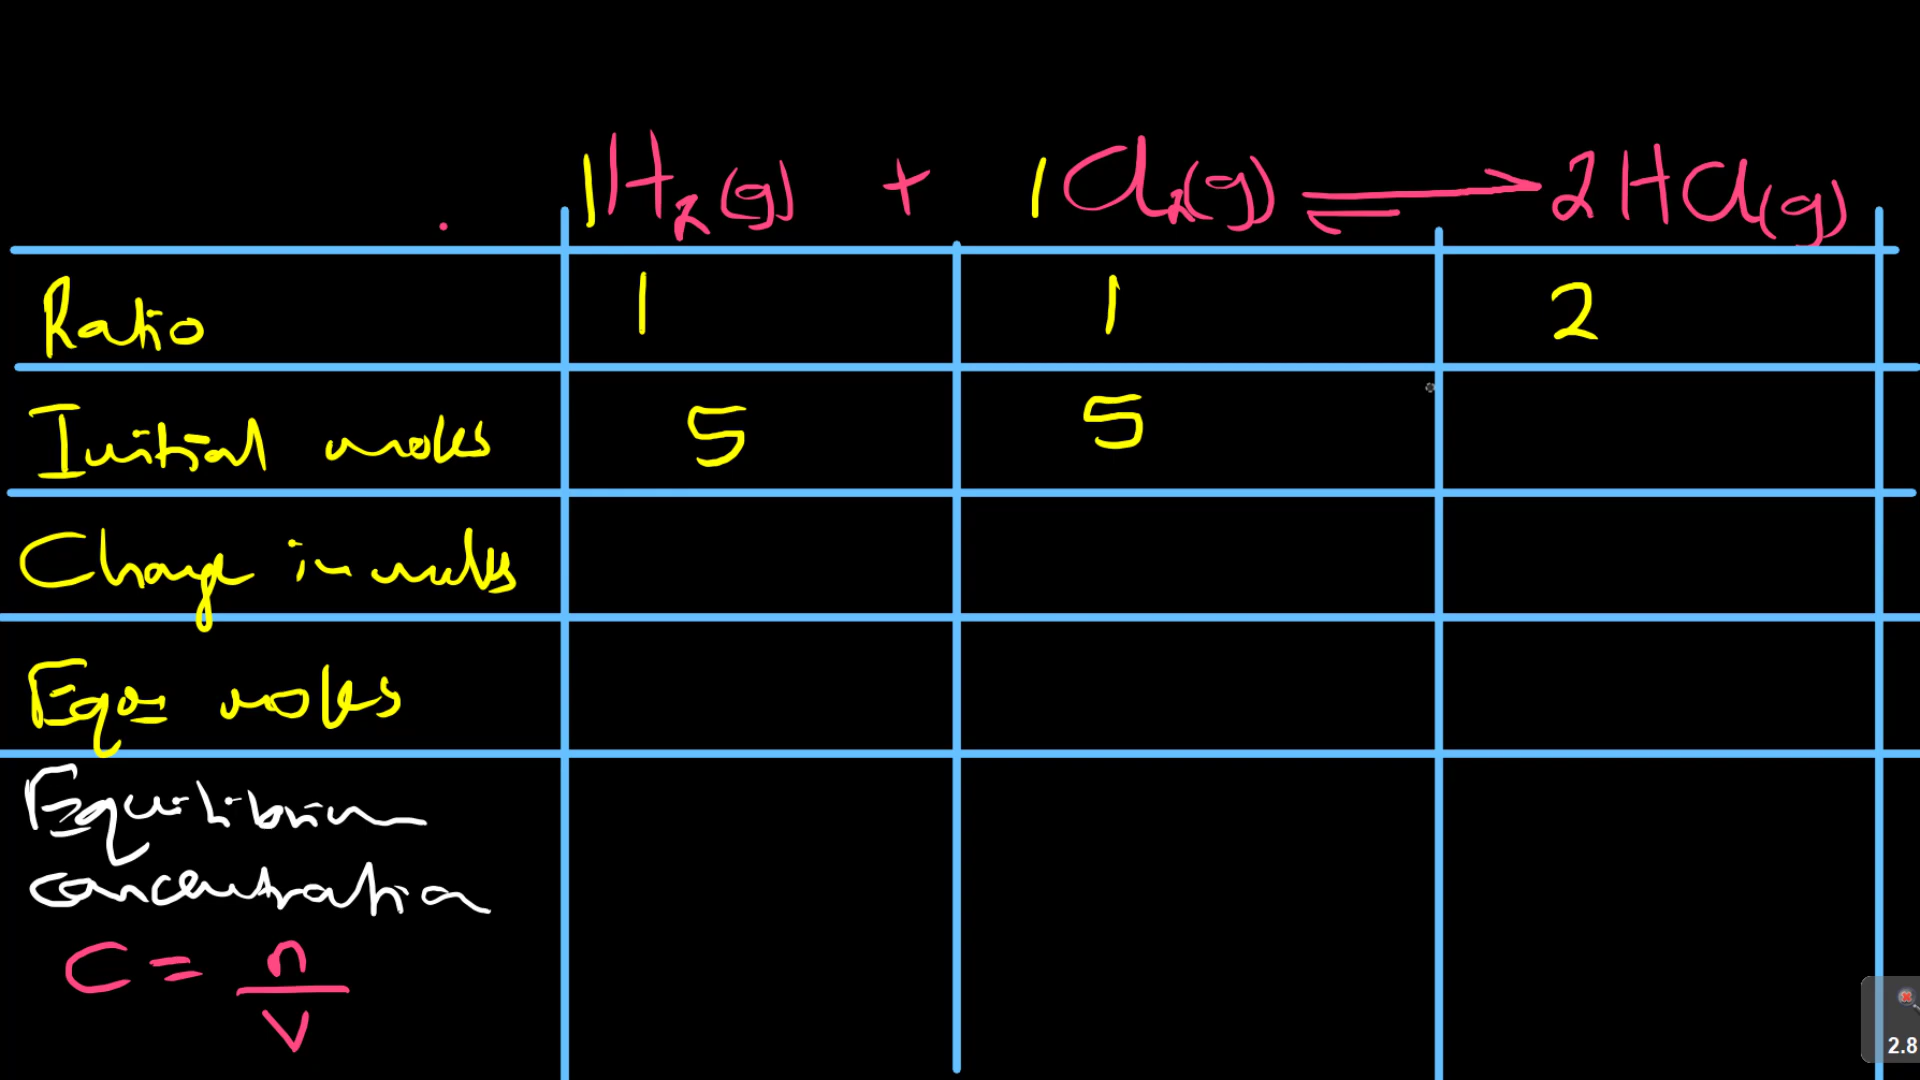 1H₂(g) + 1Cl₂(g) ⇌ 2HCl(g)
Ratio 1 1 2
Initial moles 5 5
Change in moles
Eqm moles
Equilibrium
concentration
C = n/V
2.8